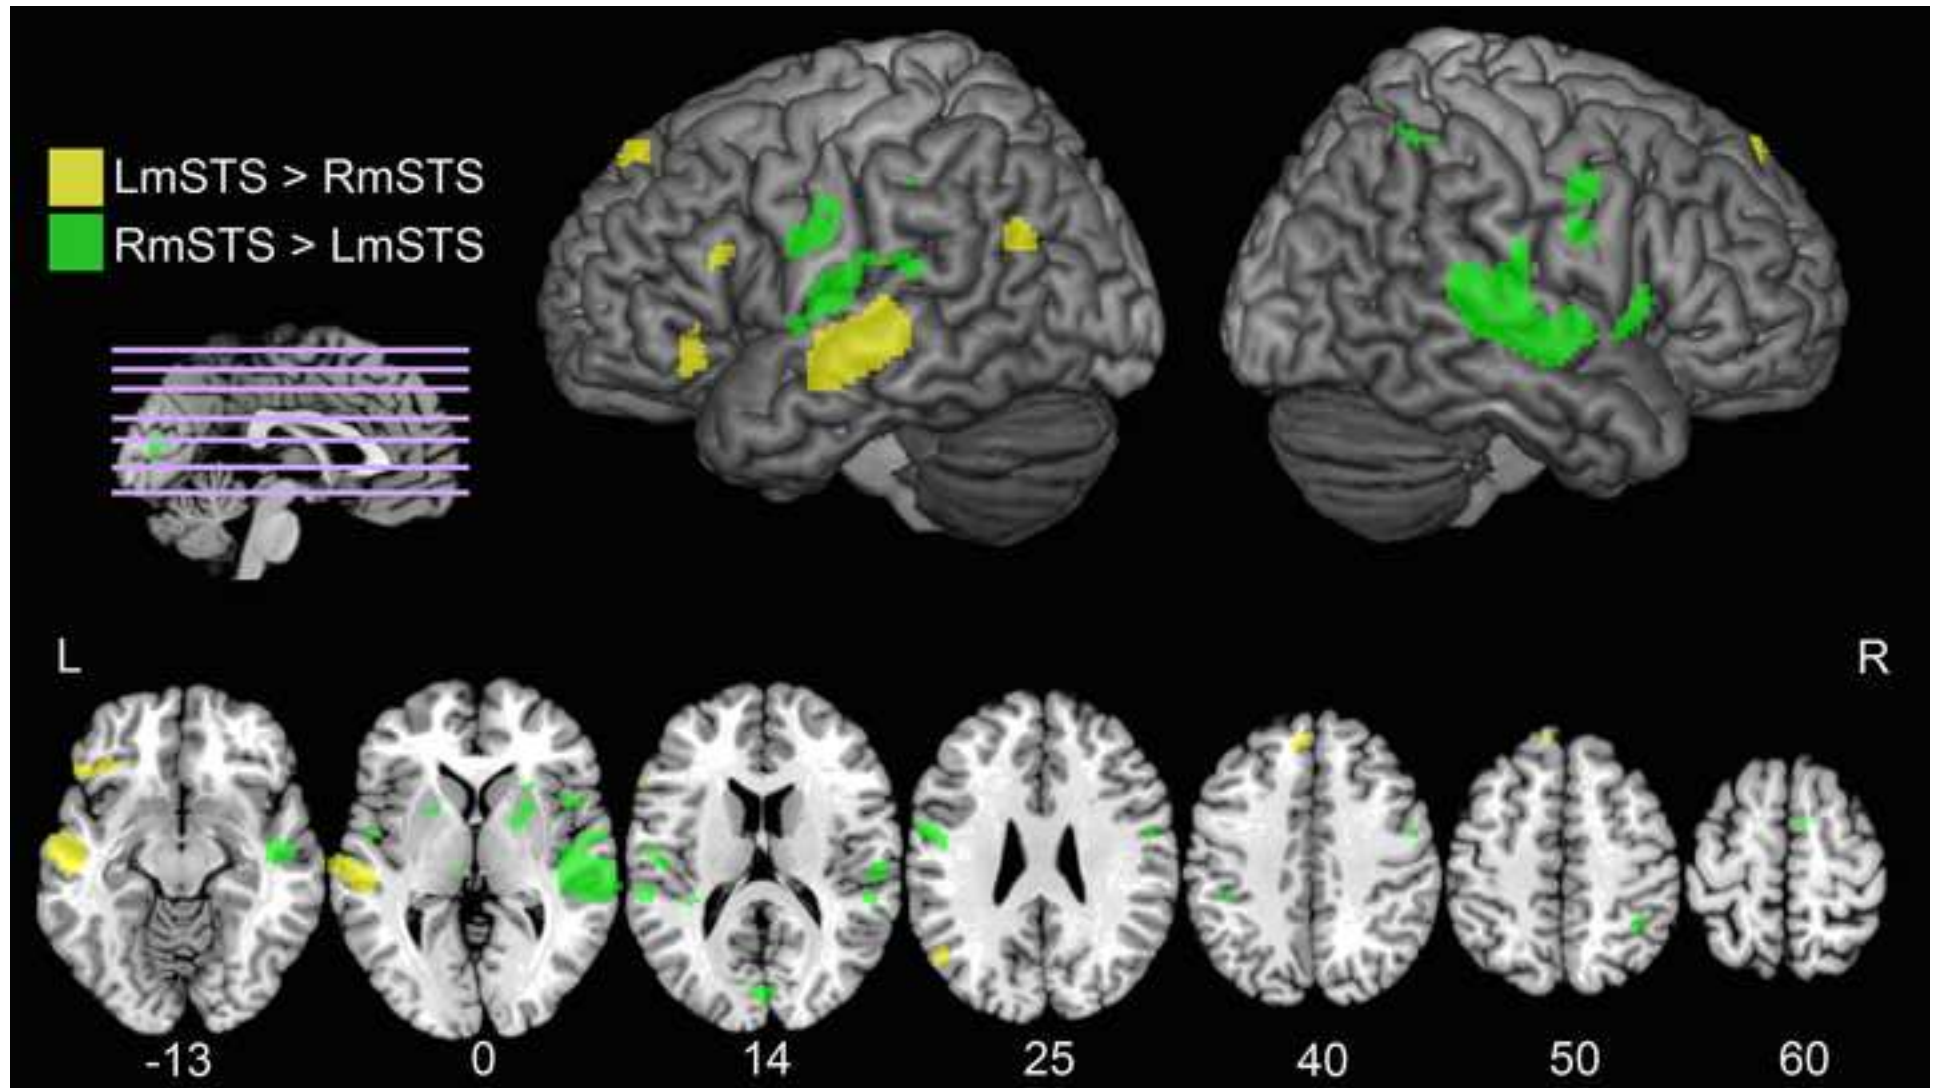 LmSTS > RmSTS
RmSTS > LmSTS
L
R
-13 0 14 25 40 50 60